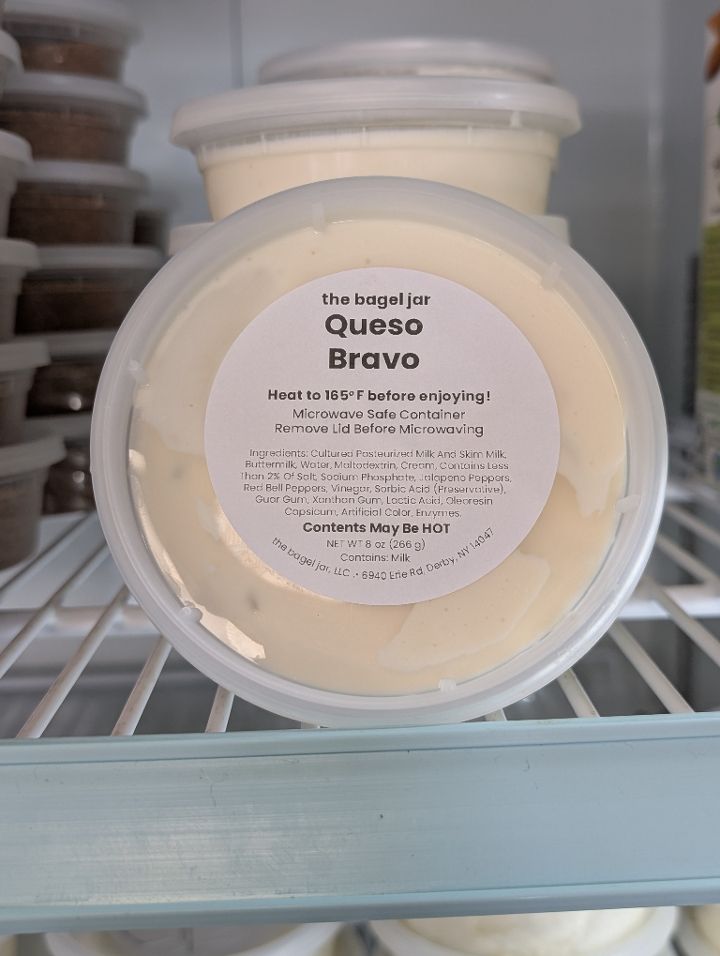 the bagel jar
Queso
Bravo
Heat to 165° F before enjoying!
Microwave Safe Container
Remove Lid Before Microwaving
Ingredients: Cultured Pasteurized Milk And Skim Milk,
Buttermilk, Water, Maltodextrin, Cream, Contains Less
Than 2% Of Salt, Sodium Phosphate, Jalapeno Peppers,
Red Bell Peppers, Vinegar, Sorbic Acid (Preservative),
Guar Gum, Xanthan Gum, Lactic Acid, Oleoresin
Capsicum, Artificial Color, Enzymes.
Contents May Be HOT
NET WT 8 oz (266 g)
Contains: Milk
the bagel jar, LLC .• 6940 Erie Rd, Derby, NY 14047